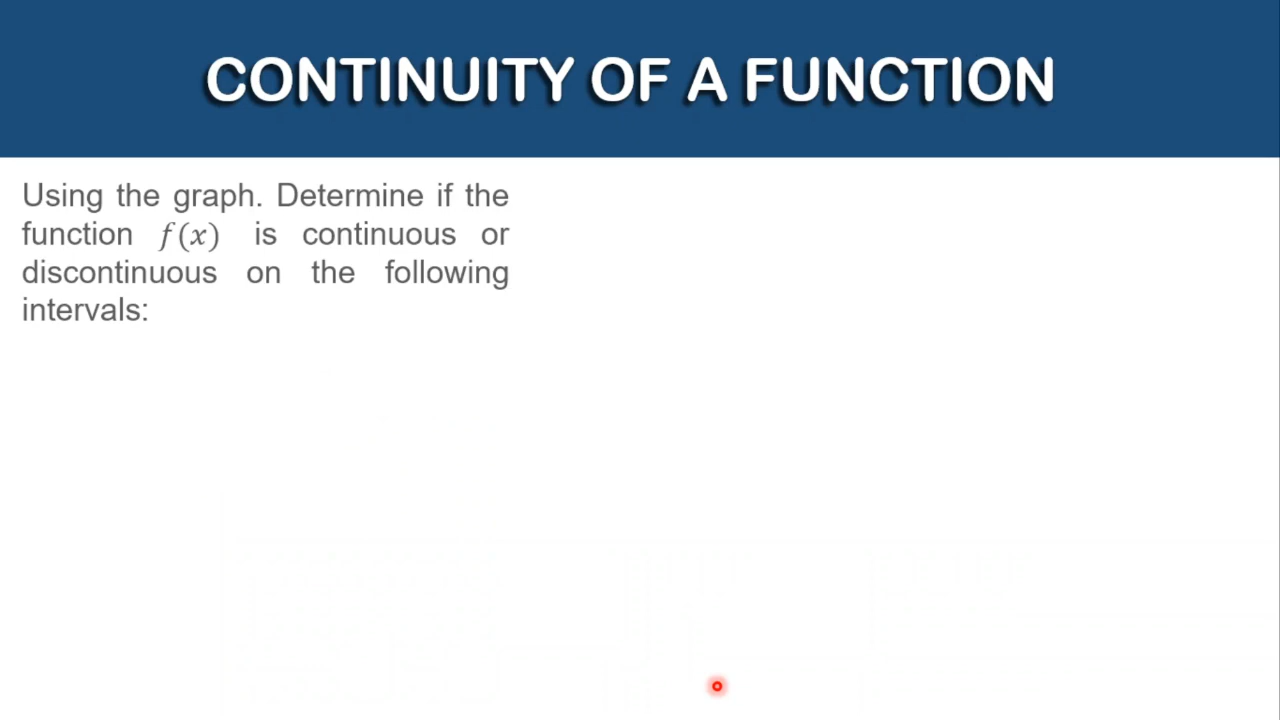 CONTINUITY OF A FUNCTION
Using the graph. Determine if the
function f(x) is continuous or
discontinuous on the following
intervals: